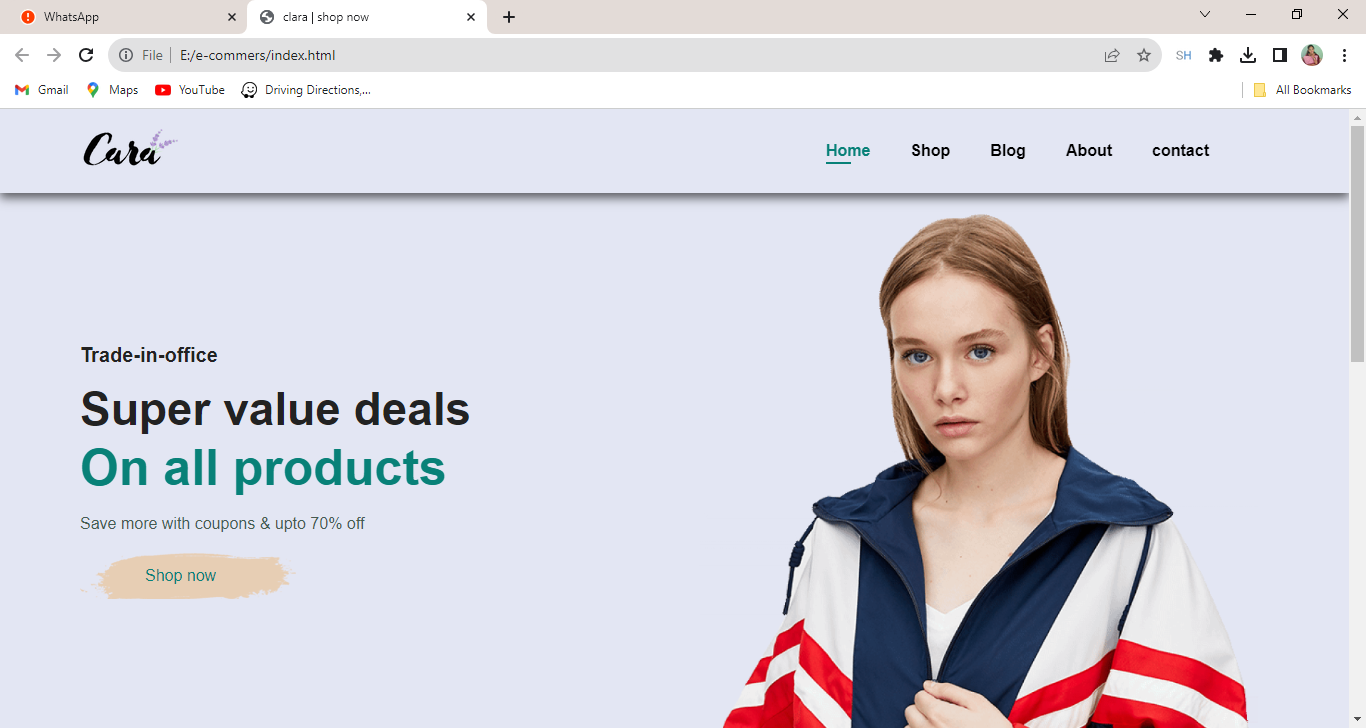 WhatsApp
clara | shop now
File
E:/e-commers/index.html
SH
Gmail
Maps
YouTube
Driving Directions,...
All Bookmarks
Cara
Home
Shop
Blog
About
contact
Trade-in-office
Super value deals
On all products
Save more with coupons & upto 70% off
Shop now